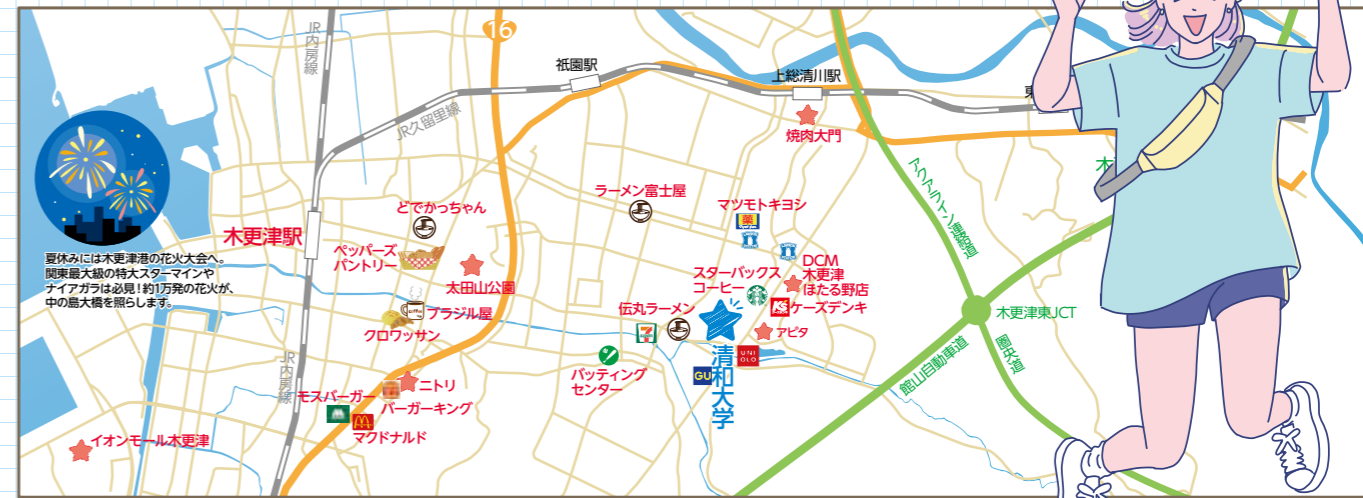 JR内房線
16
祇園駅
上総清川駅
東
JR久留里線
焼肉大門
アクアライン連絡道
木
ラーメン富士屋
マツモトキヨシ
薬
どでかっちゃん
木更津駅
ペッパーズ
パントリー
太田山公園
夏休みには木更津港の花火大会へ。
関東最大級の特大スターマインや
ナイアガラは必見！約1万発の花火が、
中の島大橋を照らします。
スターバックス
コーヒー
DCM
木更津
ほたる野店
ケーズデンキ
ブラジル屋
クロワッサン
伝丸ラーメン
アピタ
木更津東JCT
圏央道
館山自動車道
清和大学
UNI
QLO
GU
バッティング
センター
JR内房線
ニトリ
モスバーガー
バーガーキング
マクドナルド
イオンモール木更津